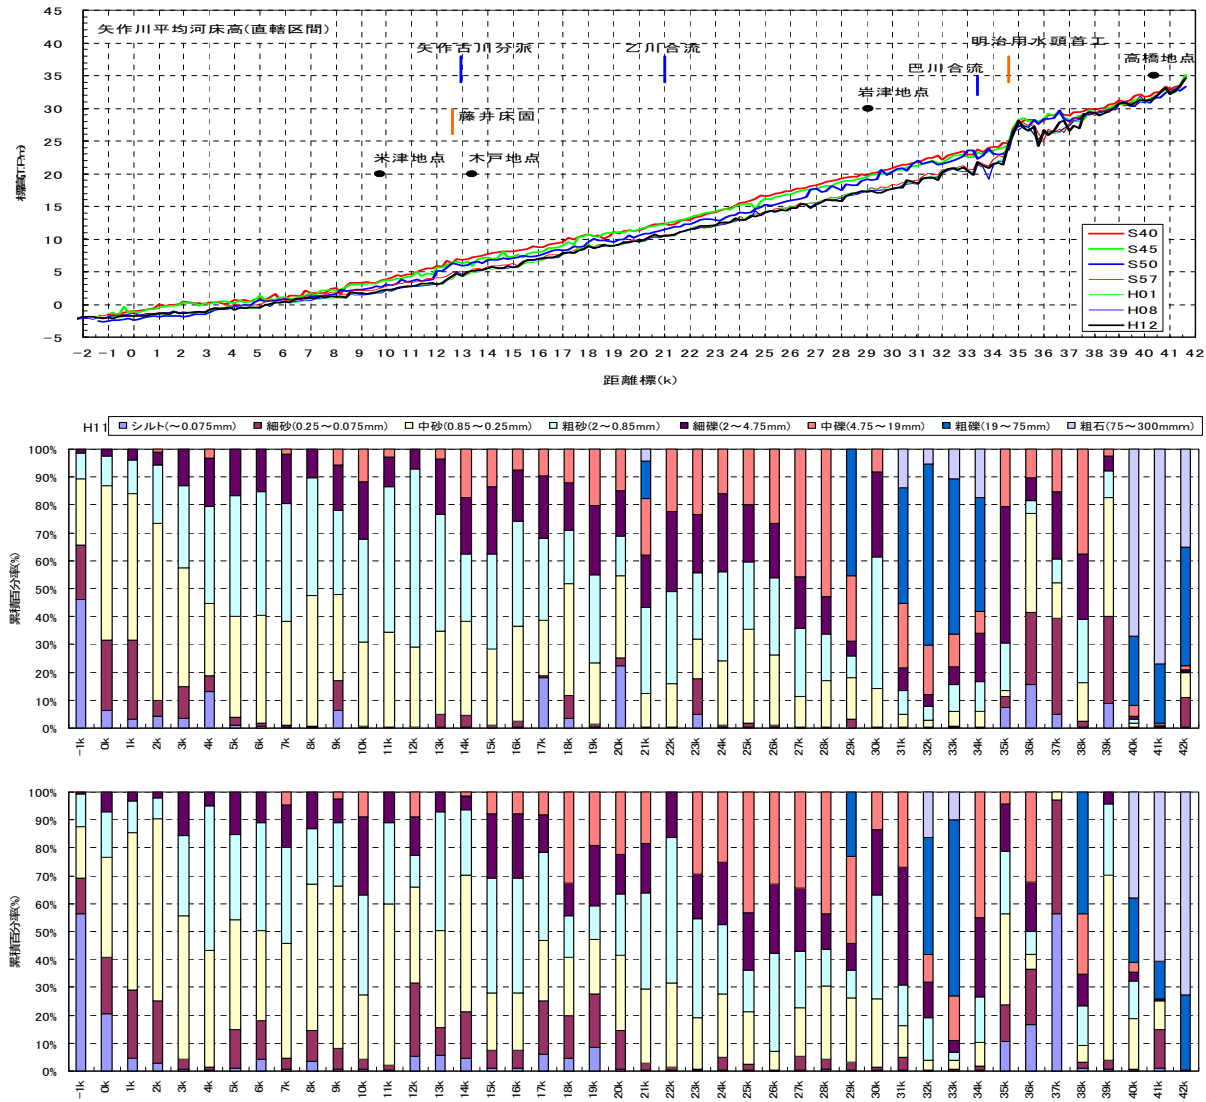 矢作川平均河床高(直轄区間)
45
40
35
30
25
20
15
10
5
0
−5
矢作古川分派
乙川合流
明治用水頭首工
高橋地点
巴川合流
岩津地点
藤井床固
米津地点
木戸地点
S40
S45
S50
S57
H01
H08
H12
−2 −1 0 1 2 3 4 5 6 7 8 9 10 11 12 13 14 15 16 17 18 19 20 21 22 23 24 25 26 27 28 29 30 31 32 33 34 35 36 37 38 39 40 41 42
距離標(k)
H11
シルト(～0.075mm) 細砂(0.25～0.075mm) 中砂(0.85～0.25mm) 粗砂(2～0.85mm) 細礫(2～4.75mm) 中礫(4.75～19mm) 粗礫(19～75mm) 粗石(75～300mmm)
累積百分率(%)
100%
90%
80%
70%
60%
50%
40%
30%
20%
10%
0%
−1k 0k 1k 2k 3k 4k 5k 6k 7k 8k 9k 10k 11k 12k 13k 14k 15k 16k 17k 18k 19k 20k 21k 22k 23k 24k 25k 26k 27k 28k 29k 30k 31k 32k 33k 34k 35k 36k 37k 38k 39k 40k 41k 42k
累積百分率(%)
100%
90%
80%
70%
60%
50%
40%
30%
20%
10%
0%
−1k 0k 1k 2k 3k 4k 5k 6k 7k 8k 9k 10k 11k 12k 13k 14k 15k 16k 17k 18k 19k 20k 21k 22k 23k 24k 25k 26k 27k 28k 29k 30k 31k 32k 33k 34k 35k 36k 37k 38k 39k 40k 41k 42k